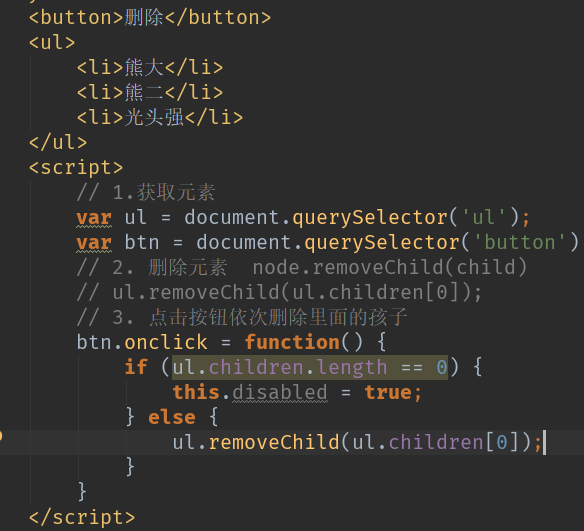 <button>删除</button>
<ul>
    <li>熊大</li>
    <li>熊二</li>
    <li>光头强</li>
</ul>
<script>
    // 1.获取元素
    var ul = document.querySelector('ul');
    var btn = document.querySelector('button')
    // 2. 删除元素  node.removeChild(child)
    // ul.removeChild(ul.children[0]);
    // 3. 点击按钮依次删除里面的孩子
    btn.onclick = function() {
        if (ul.children.length == 0) {
            this.disabled = true;
        } else {
            ul.removeChild(ul.children[0]);
        }
    }
</script>